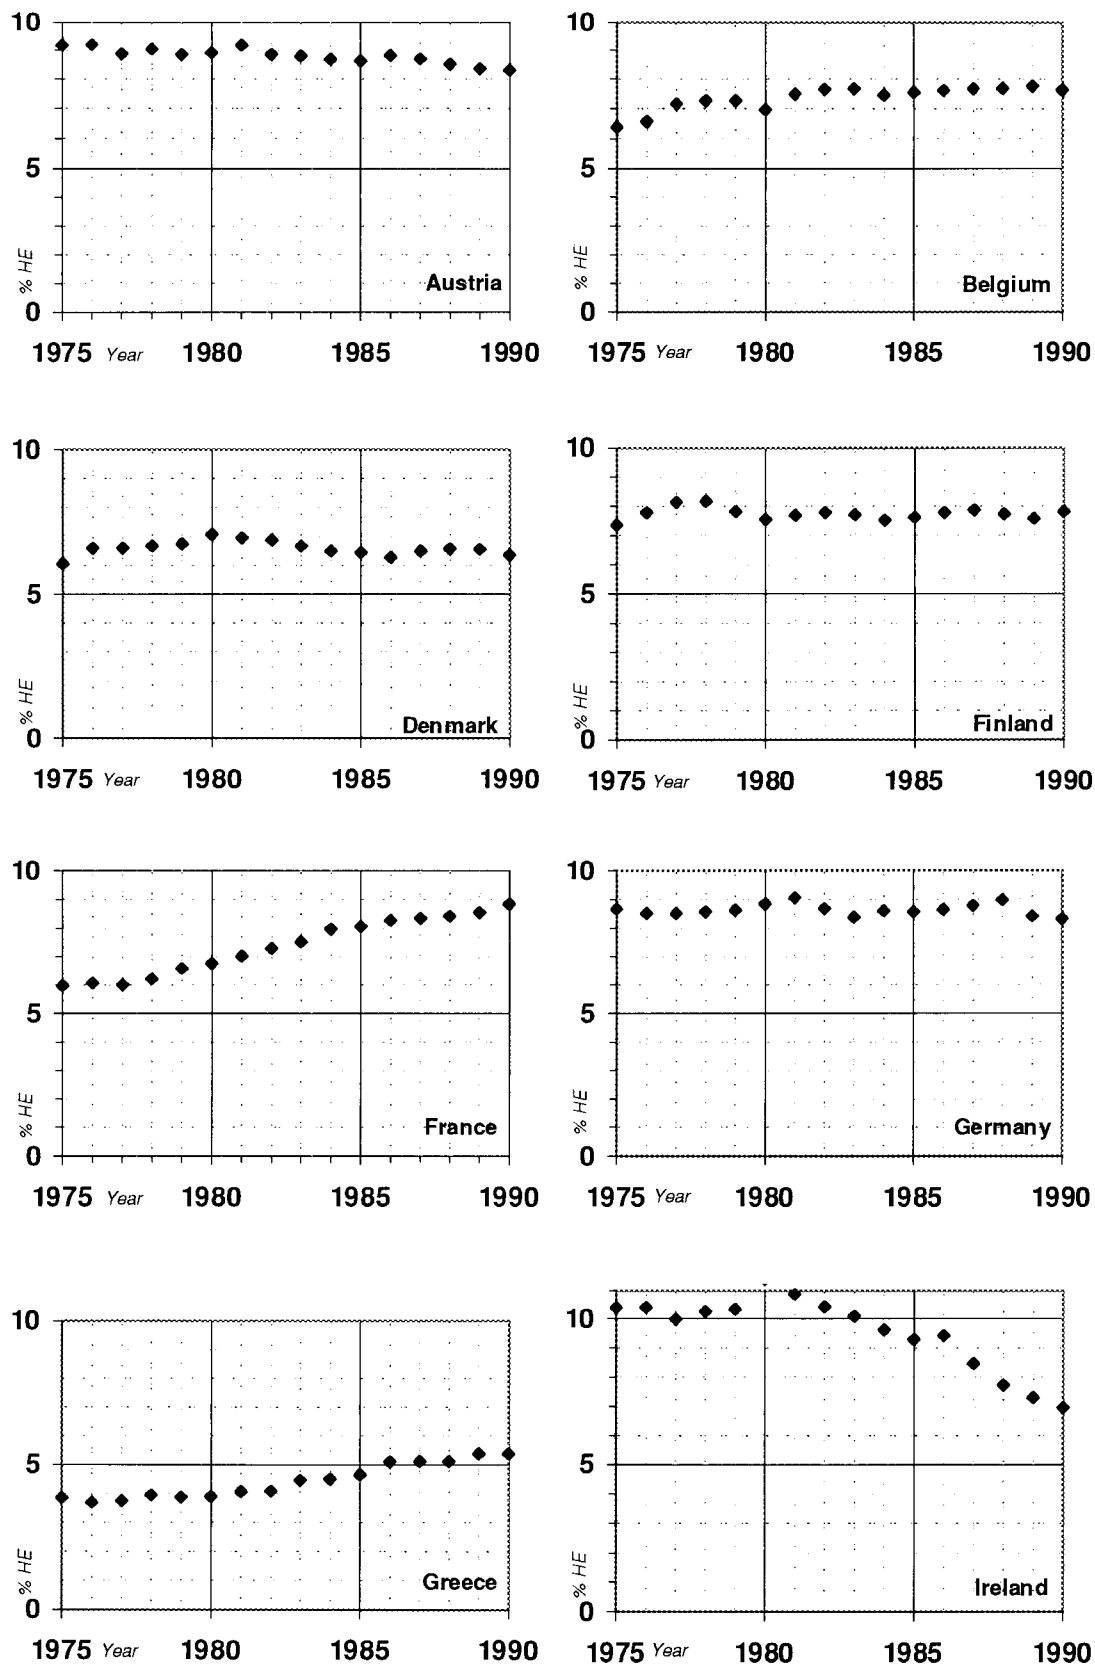 10 10
5 5
% HE % HE
Austria Belgium
0 0
1975 Year 1980 1985 1990 1975 Year 1980 1985 1990
10 10
5 5
% HE % HE
Denmark Finland
0 0
1975 Year 1980 1985 1990 1975 Year 1980 1985 1990
10 10
5 5
% HE % HE
France Germany
0 0
1975 Year 1980 1985 1990 1975 Year 1980 1985 1990
10 10
5 5
% HE % HE
Greece Ireland
0 0
1975 Year 1980 1985 1990 1975 Year 1980 1985 1990